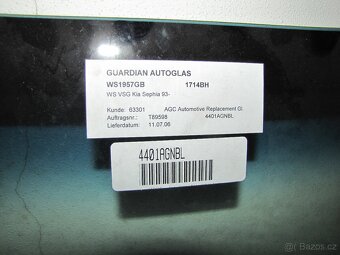 GUARDIAN AUTOGLAS
WS1957GB 1714BH
WS VSG Kia Sephia 93-
Kunde: 63301 AGC Automotive Replacement Gl
Auftragsnr.: T89598 4401AGNBL
Lieferdatum: 11.07.06
4401AGNBL
Bazoš.cz